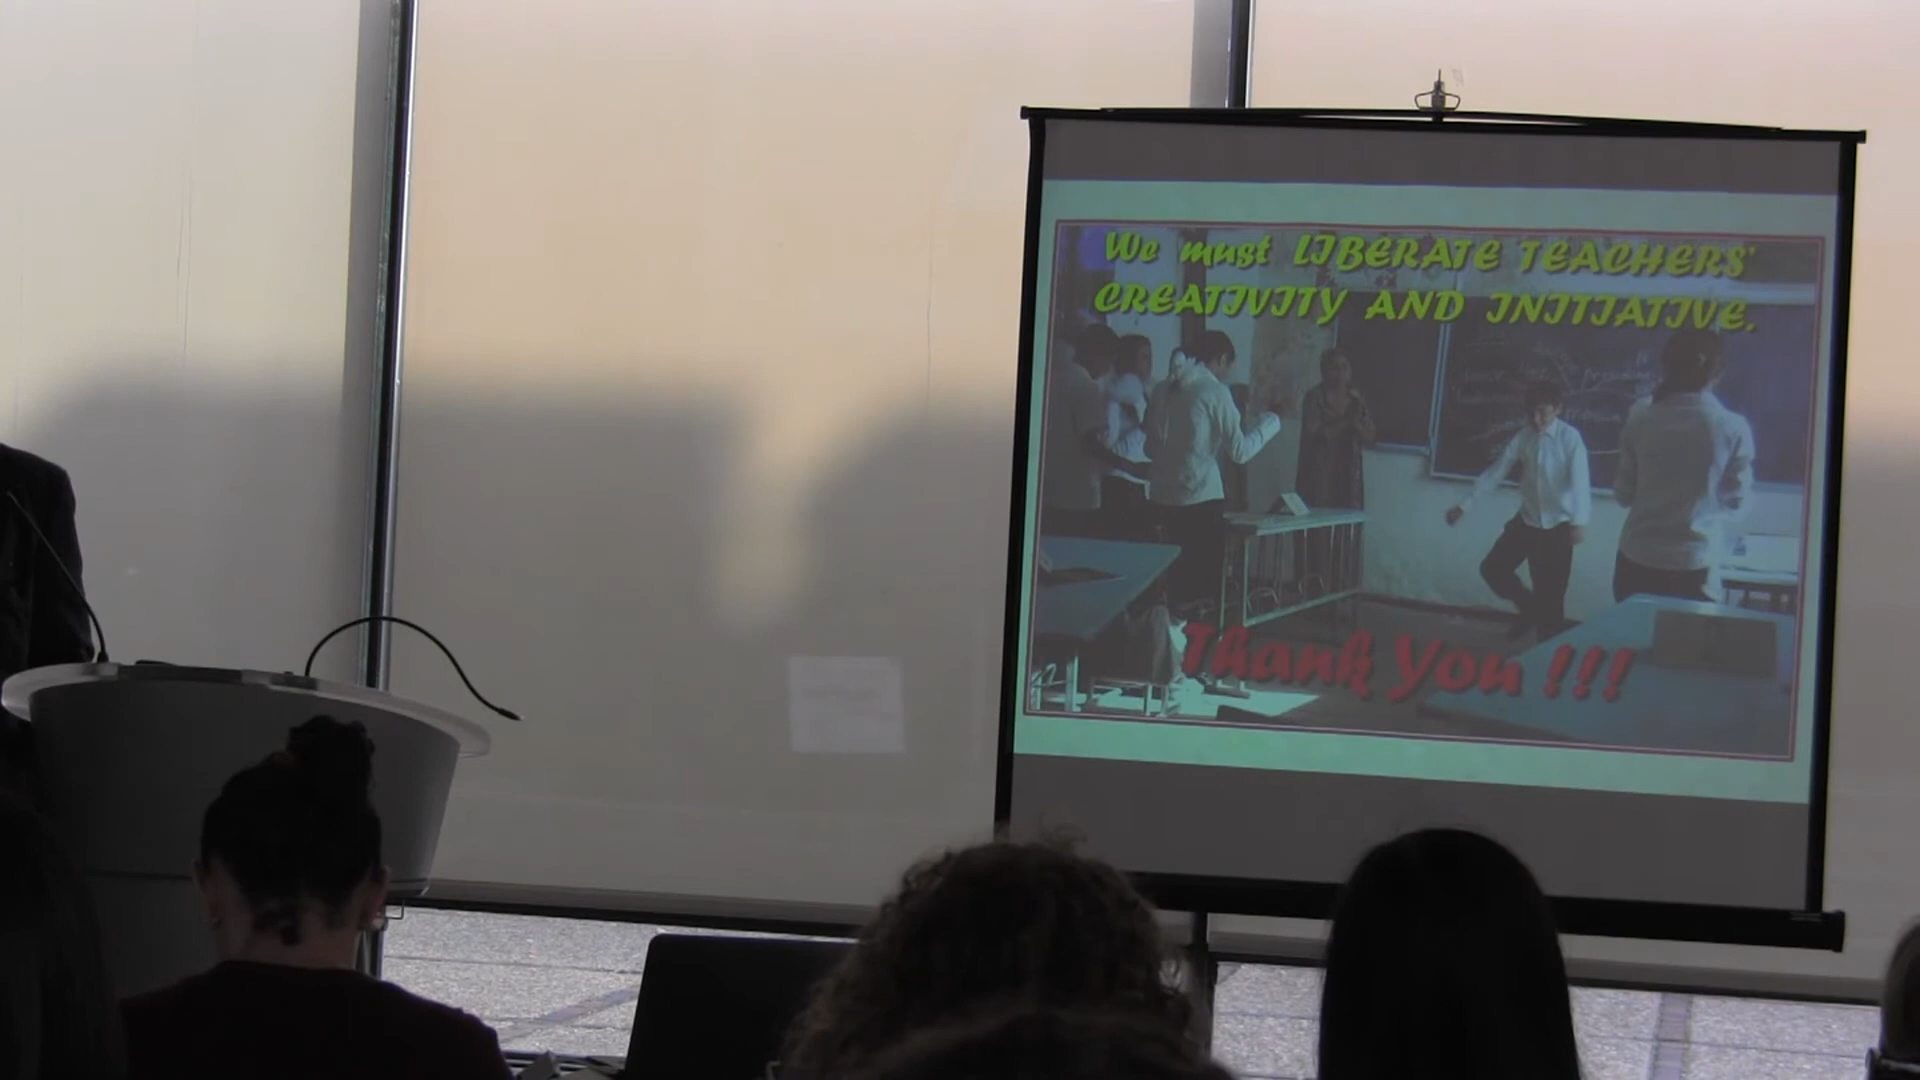 We must LIBERATE TEACHERS'
CREATIVITY AND INITIATIVE.
Thank You !!!